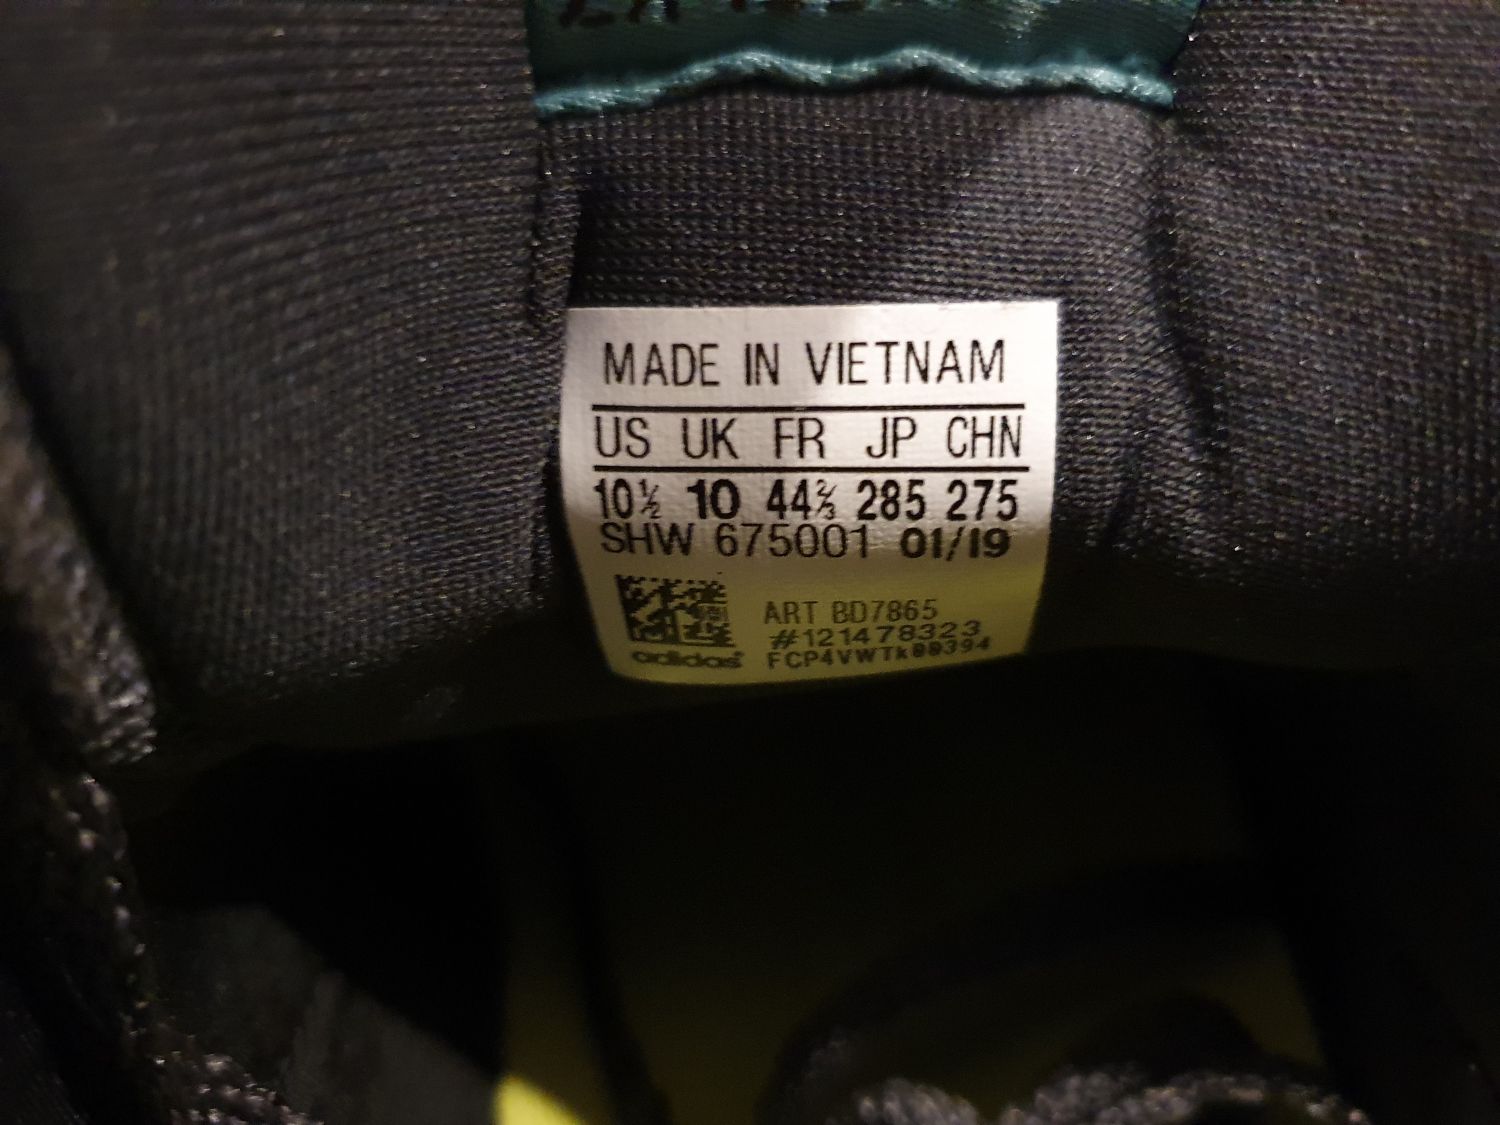 MADE IN VIETNAM
US UK FR JP CHN
10½ 10 44⅔ 285 275
SHW 675001 01/19
ART BD7865
#121478323
adidas FCP4VWTk00394